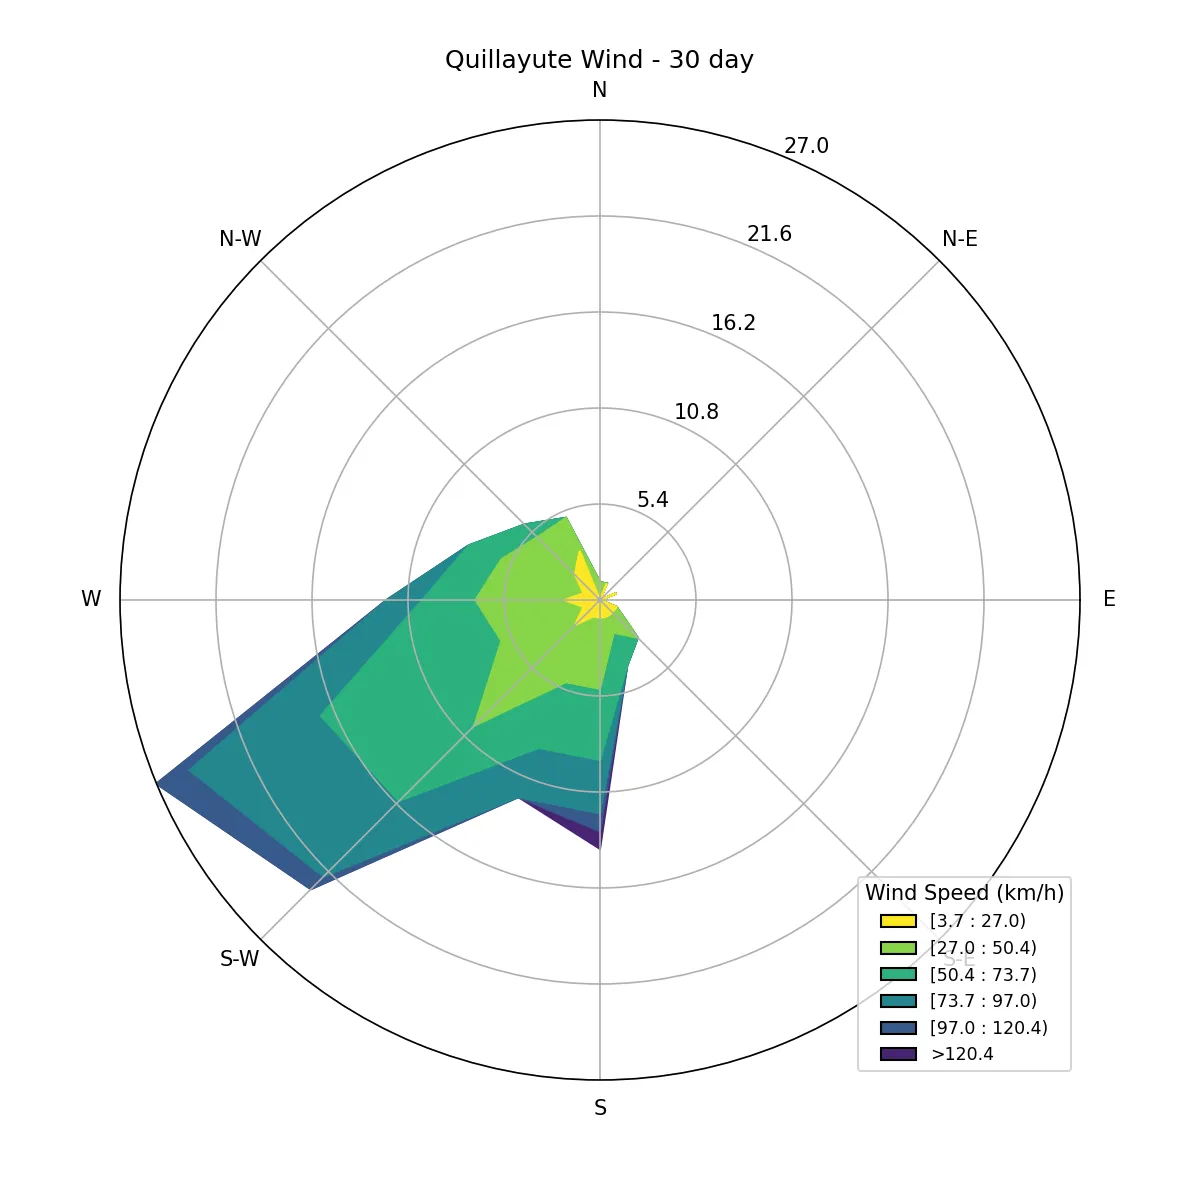 Quillayute Wind - 30 day
N
27.0
N-W
N-E
21.6
16.2
10.8
5.4
W
E
S-W
S-E
S
Wind Speed (km/h)
[3.7 : 27.0)
[27.0 : 50.4)
[50.4 : 73.7)
[73.7 : 97.0)
[97.0 : 120.4)
>120.4